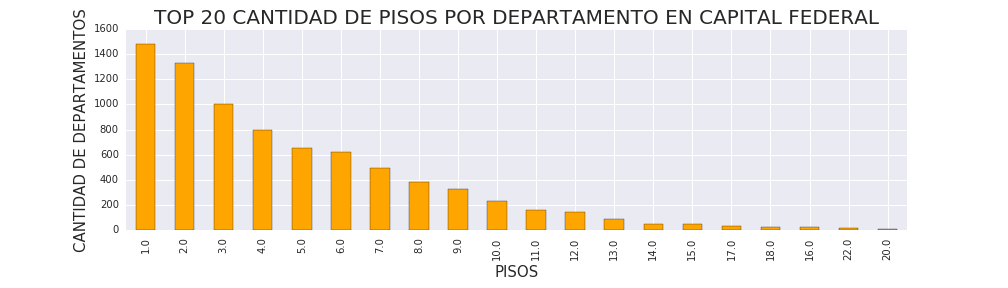 TOP 20 CANTIDAD DE PISOS POR DEPARTAMENTO EN CAPITAL FEDERAL
CANTIDAD DE DEPARTAMENTOS
1600
1400
1200
1000
800
600
400
200
0
1.0 2.0 3.0 4.0 5.0 6.0 7.0 8.0 9.0 10.0 11.0 12.0 13.0 14.0 15.0 17.0 18.0 16.0 22.0 20.0
PISOS